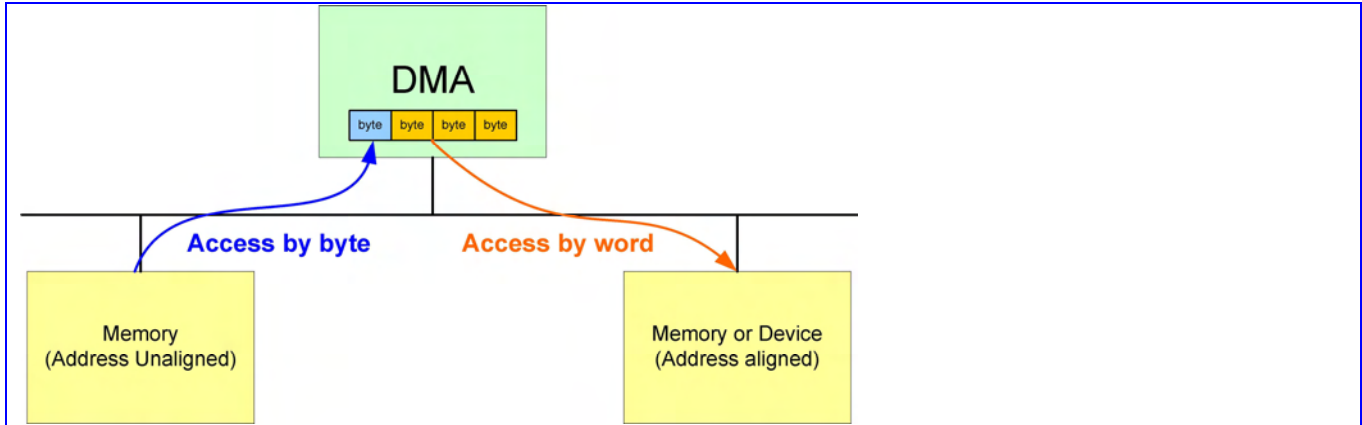 DMA
byte byte byte byte
Access by byte Access by word
Memory
(Address Unaligned)
Memory or Device
(Address aligned)